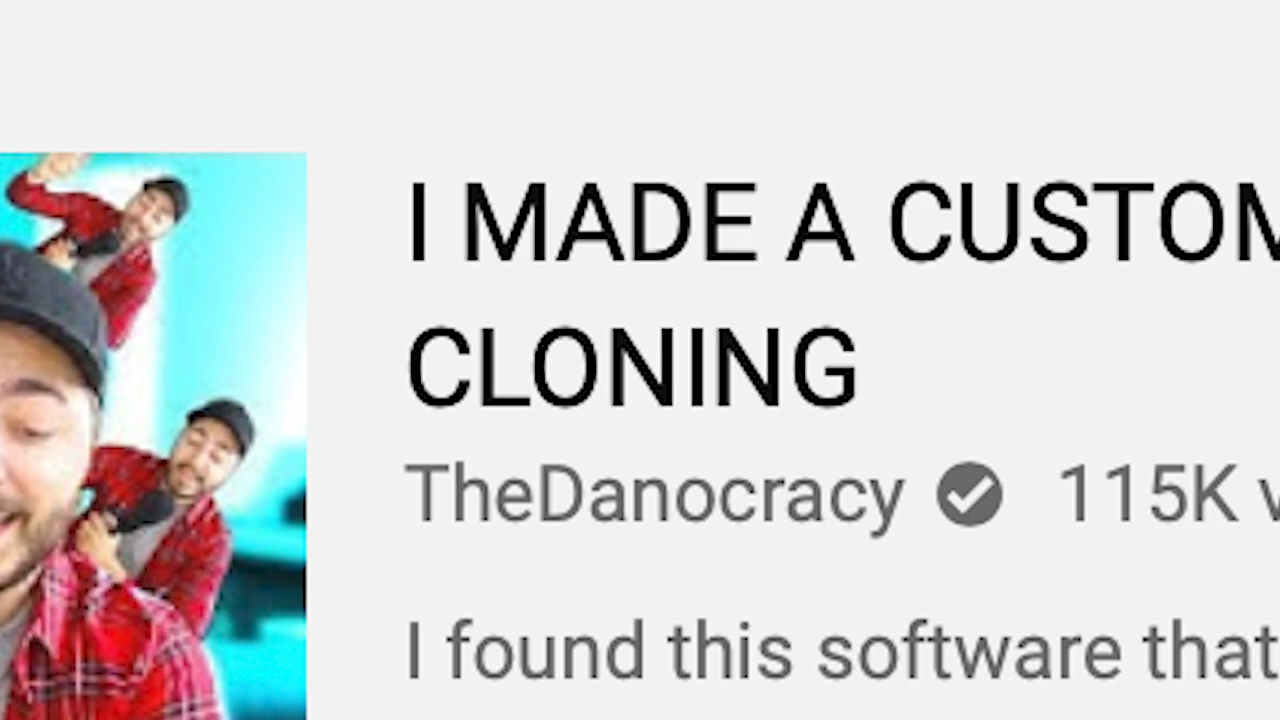 I MADE A CUSTOM
CLONING
TheDanocracy 115K
I found this software that